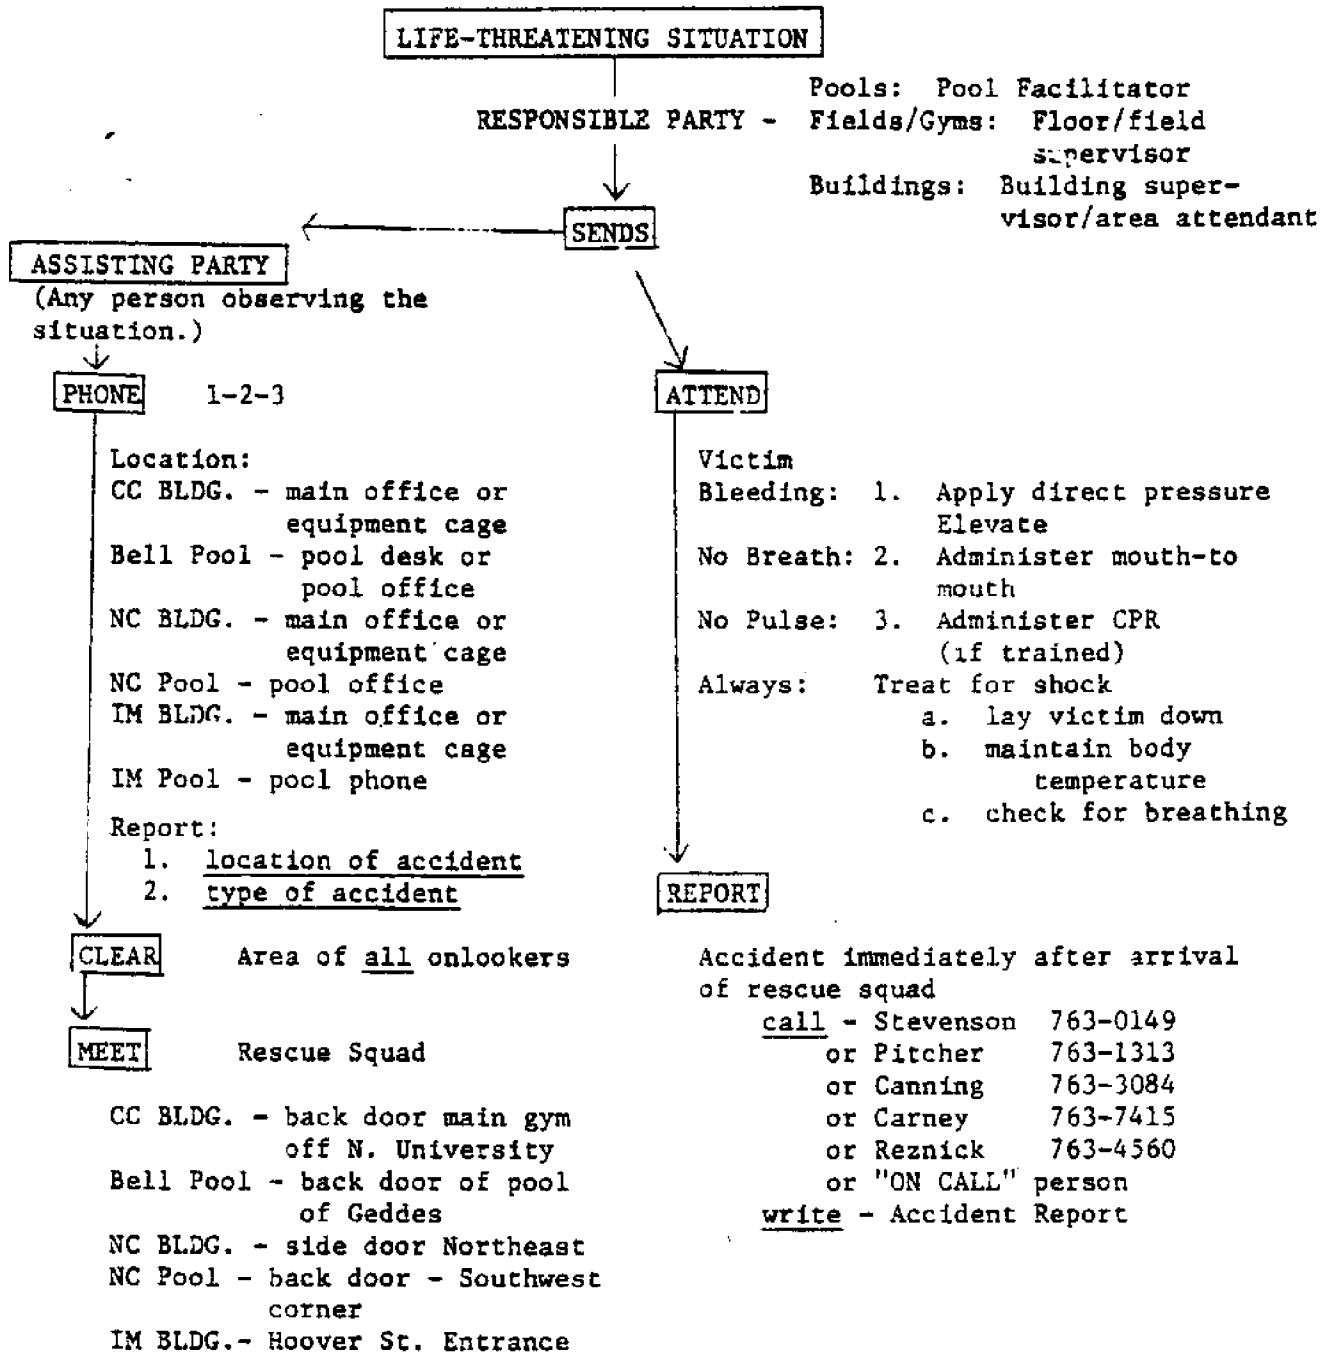 LIFE-THREATENING SITUATION
RESPONSIBLE PARTY -
Pools: Pool Facilitator
Fields/Gyms: Floor/field
supervisor
Buildings: Building super-
visor/area attendant
SENDS
ASSISTING PARTY
(Any person observing the
situation.)
PHONE 1-2-3
Location:
CC BLDG. - main office or
equipment cage
Bell Pool - pool desk or
pool office
NC BLDG. - main office or
equipment cage
NC Pool - pool office
IM BLDG. - main office or
equipment cage
IM Pool - pool phone
Report:
1. location of accident
2. type of accident
CLEAR Area of all onlookers
MEET Rescue Squad
CC BLDG. - back door main gym
off N. University
Bell Pool - back door of pool
of Geddes
NC BLDG. - side door Northeast
NC Pool - back door - Southwest
corner
IM BLDG.- Hoover St. Entrance
ATTEND
Victim
Bleeding: 1. Apply direct pressure
Elevate
No Breath: 2. Administer mouth-to
mouth
No Pulse: 3. Administer CPR
(if trained)
Always: Treat for shock
a. lay victim down
b. maintain body
temperature
c. check for breathing
REPORT
Accident immediately after arrival
of rescue squad
call - Stevenson 763-0149
or Pitcher 763-1313
or Canning 763-3084
or Carney 763-7415
or Reznick 763-4560
or "ON CALL" person
write - Accident Report